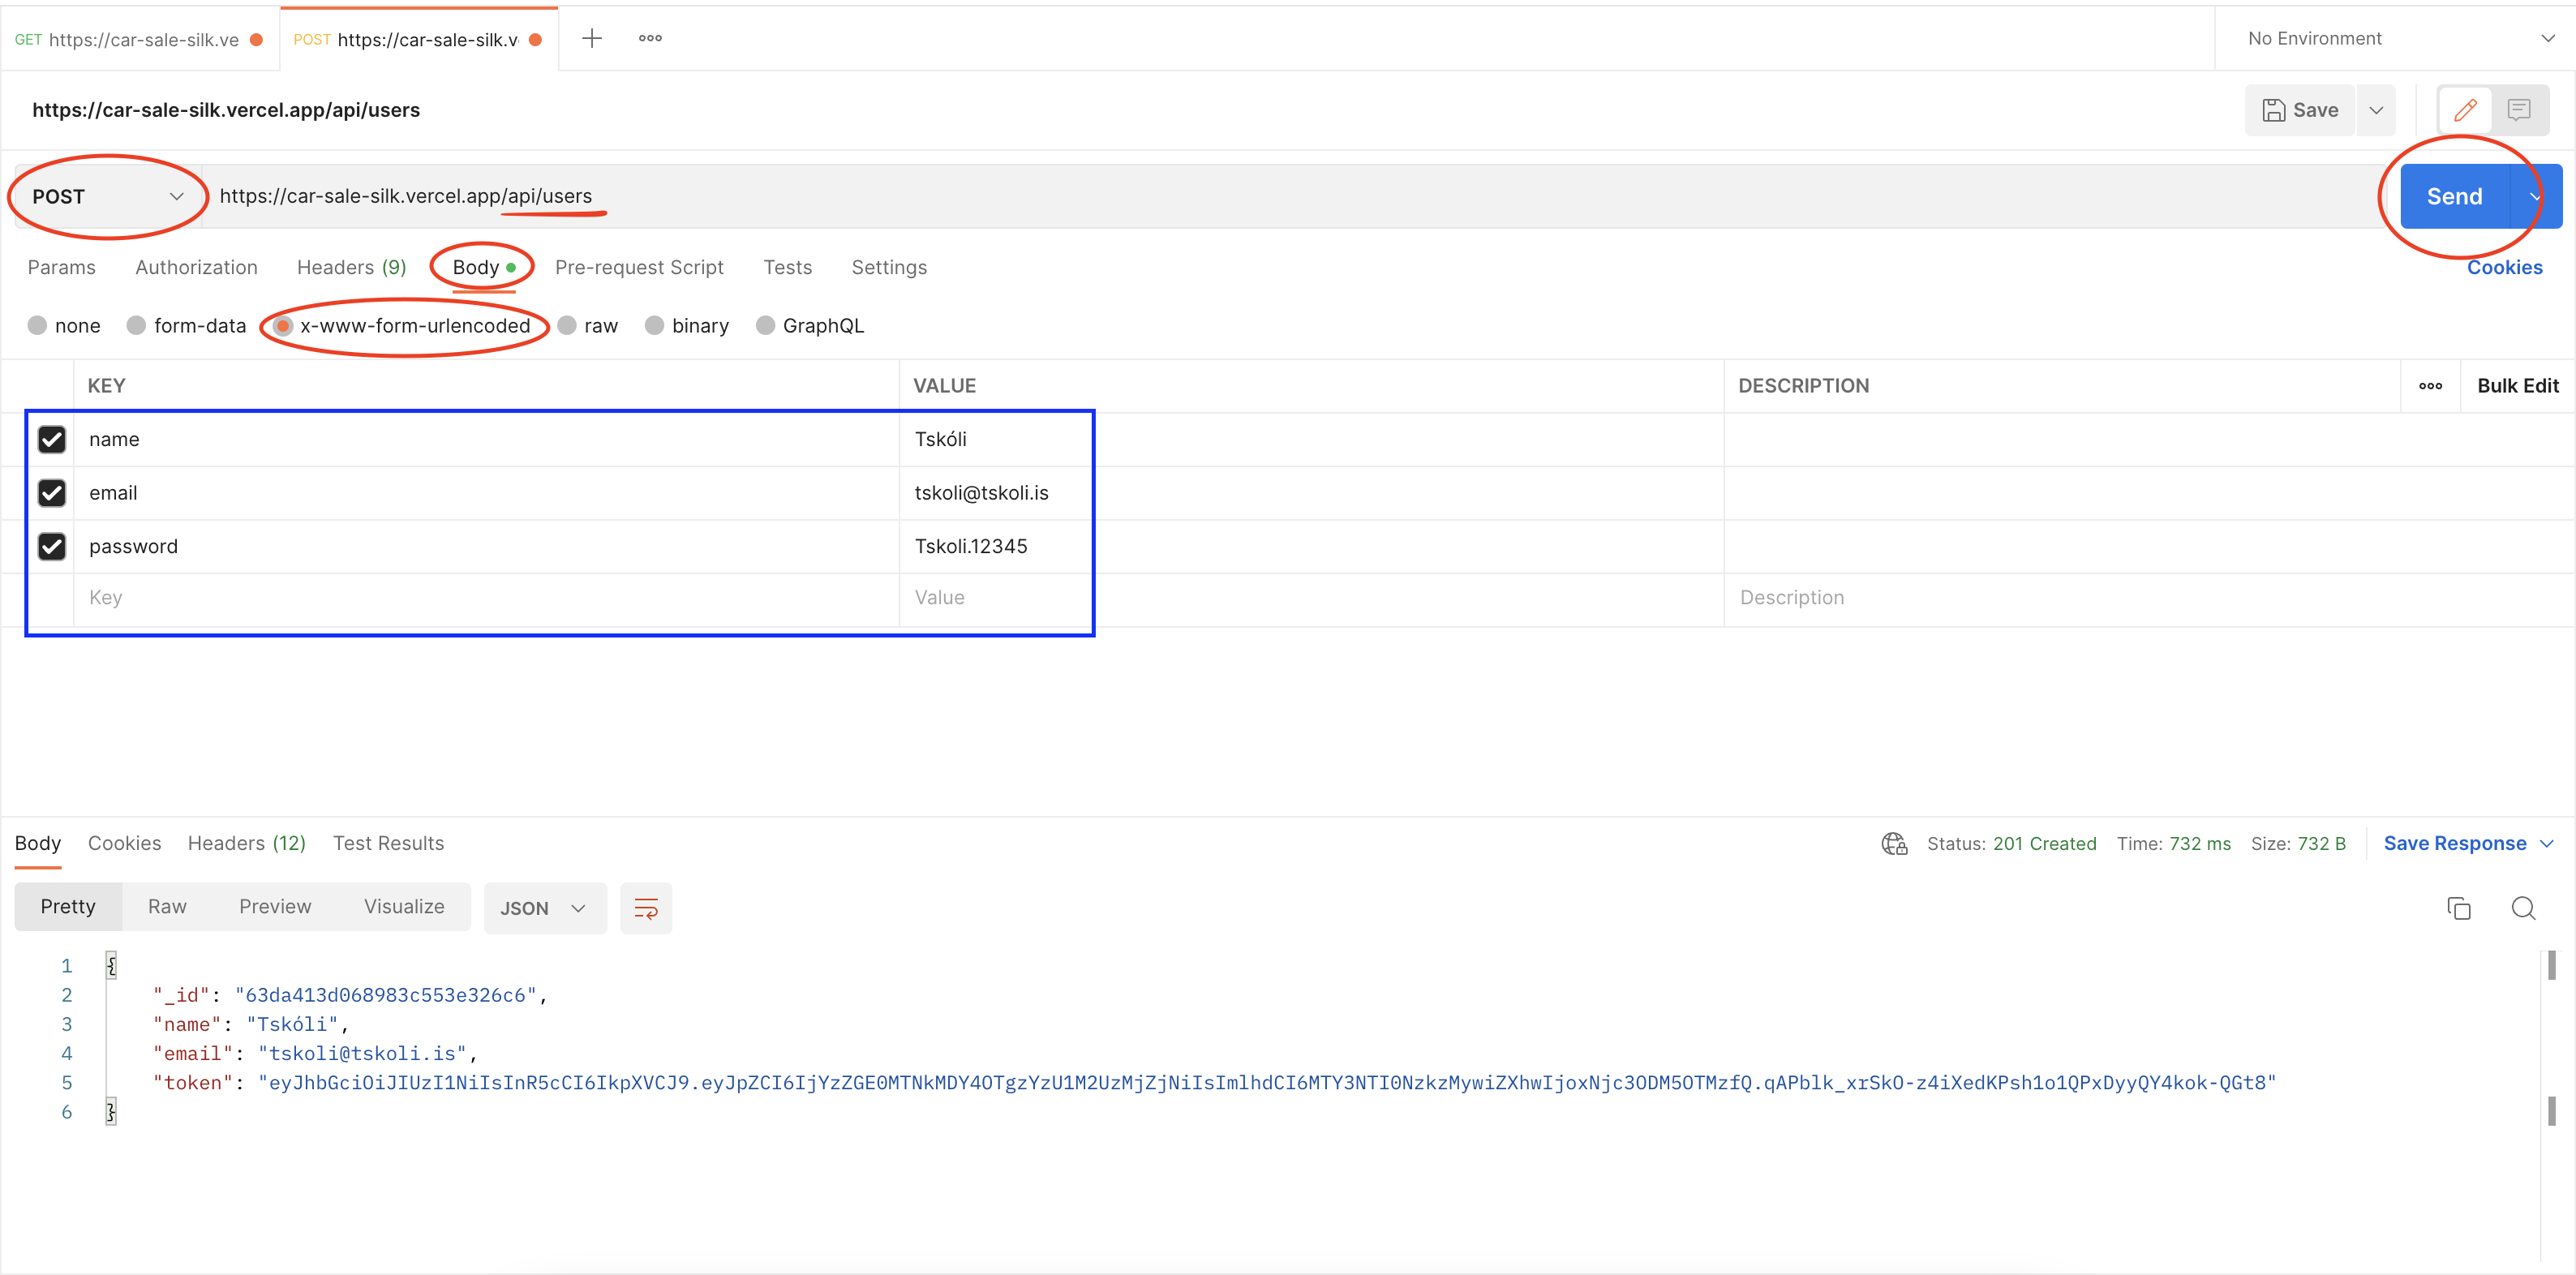 GET https://car-sale-silk.ve POST https://car-sale-silk.v No Environment
https://car-sale-silk.vercel.app/api/users Save
POST https://car-sale-silk.vercel.app/api/users Send
Params Authorization Headers (9) Body Pre-request Script Tests Settings Cookies
none form-data x-www-form-urlencoded raw binary GraphQL
KEY VALUE DESCRIPTION Bulk Edit
name Tskóli
email tskoli@tskoli.is
password Tskoli.12345
Key Value Description
Body Cookies Headers (12) Test Results Status: 201 Created Time: 732 ms Size: 732 B Save Response
Pretty Raw Preview Visualize JSON
1 {
2 "_id": "63da413d068983c553e326c6",
3 "name": "Tskóli",
4 "email": "tskoli@tskoli.is",
5 "token": "eyJhbGciOiJIUzI1NiIsInR5cCI6IkpXVCJ9.eyJpZCI6IjYzZGE0MTNkMDY4OTgzYzU1M2UzMjZjNiIsImlhdCI6MTY3NTI0NzkzMywiZXhwIjoxNjc3ODM5OTMzfQ.qAPblk_xrSkO-z4iXedKPsh1o1QPxDyyQY4kok-QGt8"
6 }